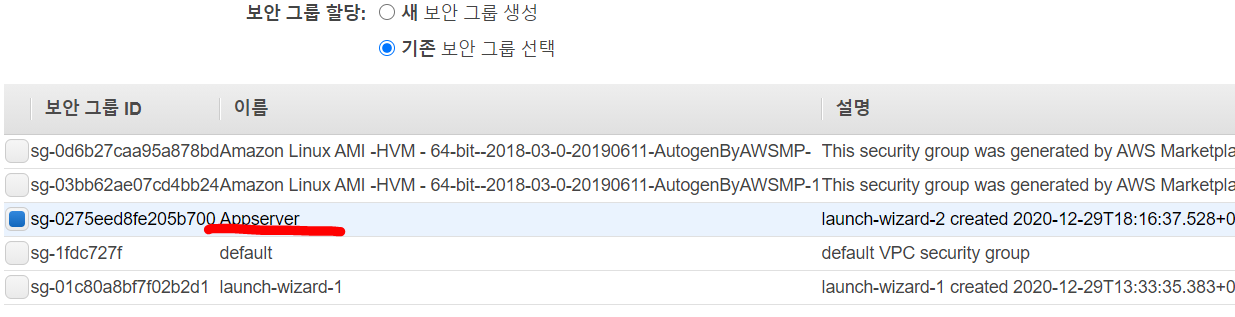 보안 그룹 할당: 새 보안 그룹 생성
기존 보안 그룹 선택
보안 그룹 ID 이름 설명
sg-0d6b27caa95a878bd Amazon Linux AMI -HVM - 64-bit--2018-03-0-20190611-AutogenByAWSMP- This security group was generated by AWS Marketpla
sg-03bb62ae07cd4bb24 Amazon Linux AMI -HVM - 64-bit--2018-03-0-20190611-AutogenByAWSMP-1 This security group was generated by AWS Marketpla
sg-0275eed8fe205b700 Appserver launch-wizard-2 created 2020-12-29T18:16:37.528+0
sg-1fdc727f default default VPC security group
sg-01c80a8bf7f02b2d1 launch-wizard-1 launch-wizard-1 created 2020-12-29T13:33:35.383+0